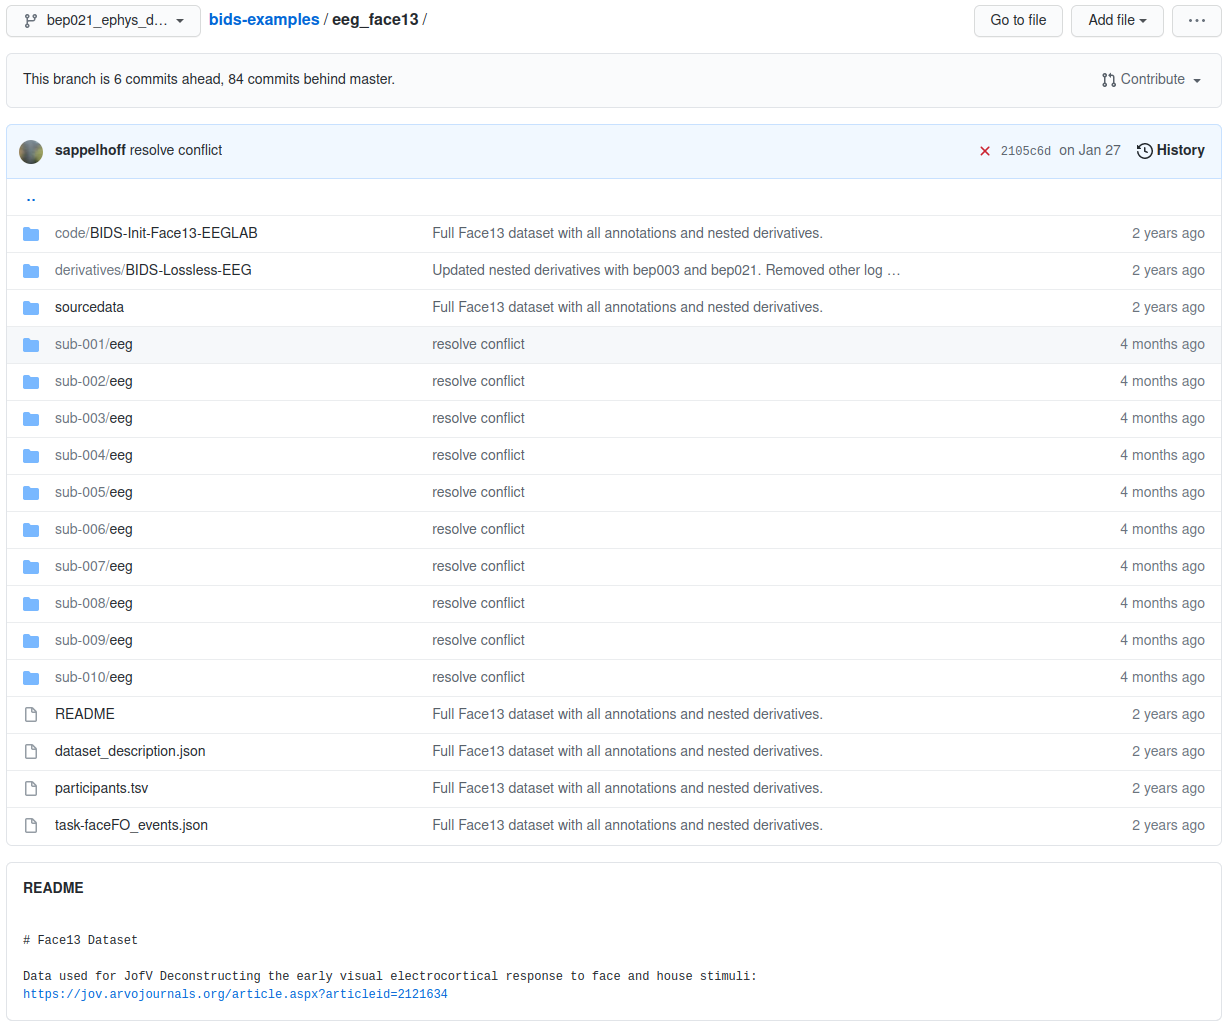 bep021_ephys_d… bids-examples / eeg_face13 / Go to file Add file ...
This branch is 6 commits ahead, 84 commits behind master. Contribute
sappelhoff resolve conflict 2105c6d on Jan 27 History
..
code/BIDS-Init-Face13-EEGLAB Full Face13 dataset with all annotations and nested derivatives. 2 years ago
derivatives/BIDS-Lossless-EEG Updated nested derivatives with bep003 and bep021. Removed other log … 2 years ago
sourcedata Full Face13 dataset with all annotations and nested derivatives. 2 years ago
sub-001/eeg resolve conflict 4 months ago
sub-002/eeg resolve conflict 4 months ago
sub-003/eeg resolve conflict 4 months ago
sub-004/eeg resolve conflict 4 months ago
sub-005/eeg resolve conflict 4 months ago
sub-006/eeg resolve conflict 4 months ago
sub-007/eeg resolve conflict 4 months ago
sub-008/eeg resolve conflict 4 months ago
sub-009/eeg resolve conflict 4 months ago
sub-010/eeg resolve conflict 4 months ago
README Full Face13 dataset with all annotations and nested derivatives. 2 years ago
dataset_description.json Full Face13 dataset with all annotations and nested derivatives. 2 years ago
participants.tsv Full Face13 dataset with all annotations and nested derivatives. 2 years ago
task-faceFO_events.json Full Face13 dataset with all annotations and nested derivatives. 2 years ago
README
# Face13 Dataset
Data used for JofV Deconstructing the early visual electrocortical response to face and house stimuli:
https://jov.arvojournals.org/article.aspx?articleid=2121634